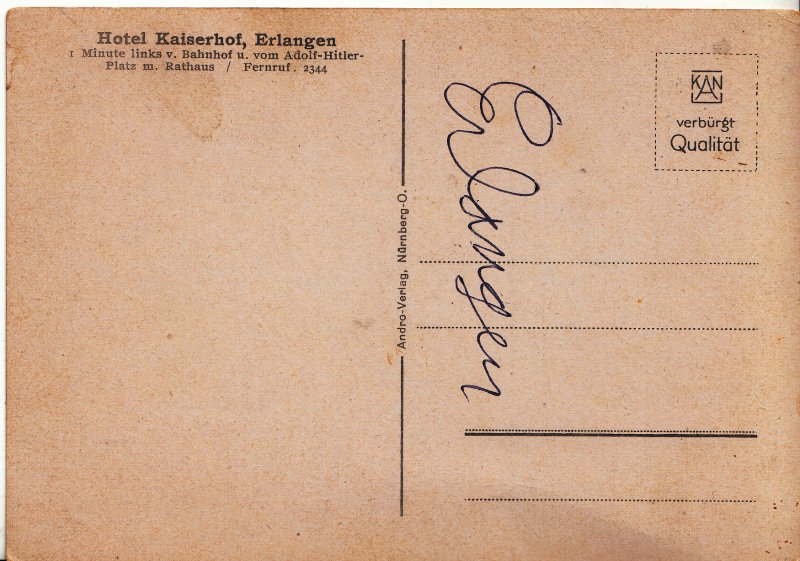 Hotel Kaiserhof, Erlangen
1 Minute links v. Bahnhof u. vom Adolf-Hitler-
Platz m. Rathaus / Fernruf. 2344
Andro-Verlag, Nürnberg-O.
Erlangen
KAN
verbürgt
Qualität